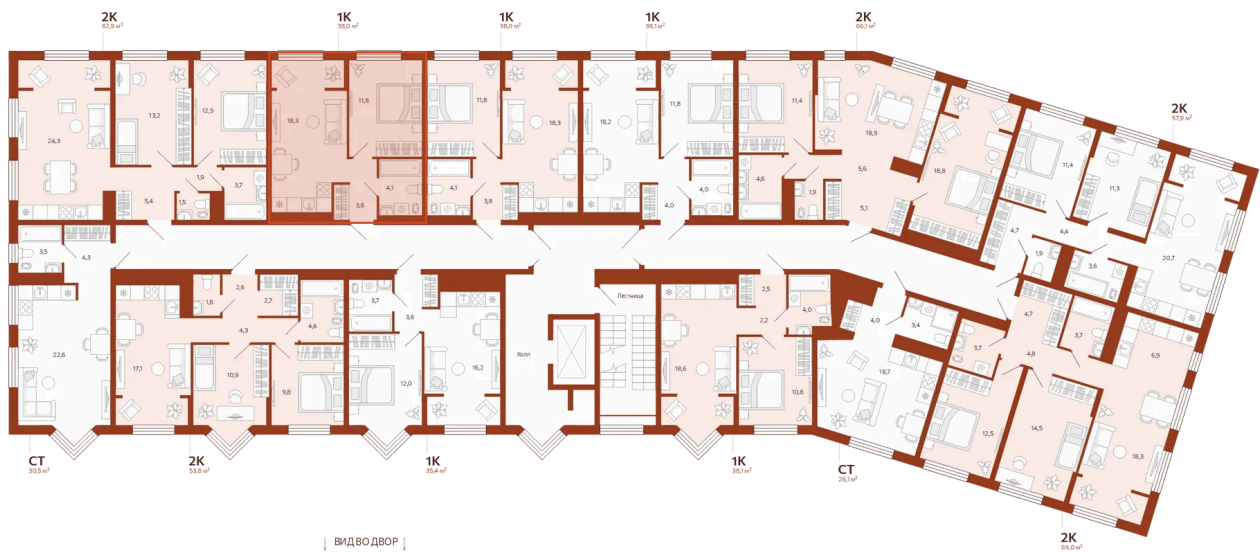 2К
62,9 м²
1К
38,0 м²
1К
38,0 м²
1К
38,1 м²
2К
66,1 м²
2К
57,9 м²
24,3
13,2
12,9
18,3
11,8
11,8
18,3
18,2
11,8
11,4
18,9
18,8
11,4
11,3
20,7
5,4
1,9
1,5
3,7
3,8
4,1
4,1
3,8
4,0
4,0
4,6
1,9
5,6
5,1
4,7
1,9
4,4
3,6
3,5
4,3
22,6
17,1
1,8
2,6
2,7
4,3
4,6
10,9
9,8
3,7
3,6
12,0
16,2
Холл
Лестница
18,6
2,5
2,2
4,0
10,8
4,0
3,4
18,7
3,7
4,7
4,8
3,7
6,9
12,5
14,5
18,3
СТ
30,5 м²
2К
53,8 м²
1К
35,4 м²
1К
38,1 м²
СТ
26,1 м²
2К
69,0 м²
ВИД ВО ДВОР